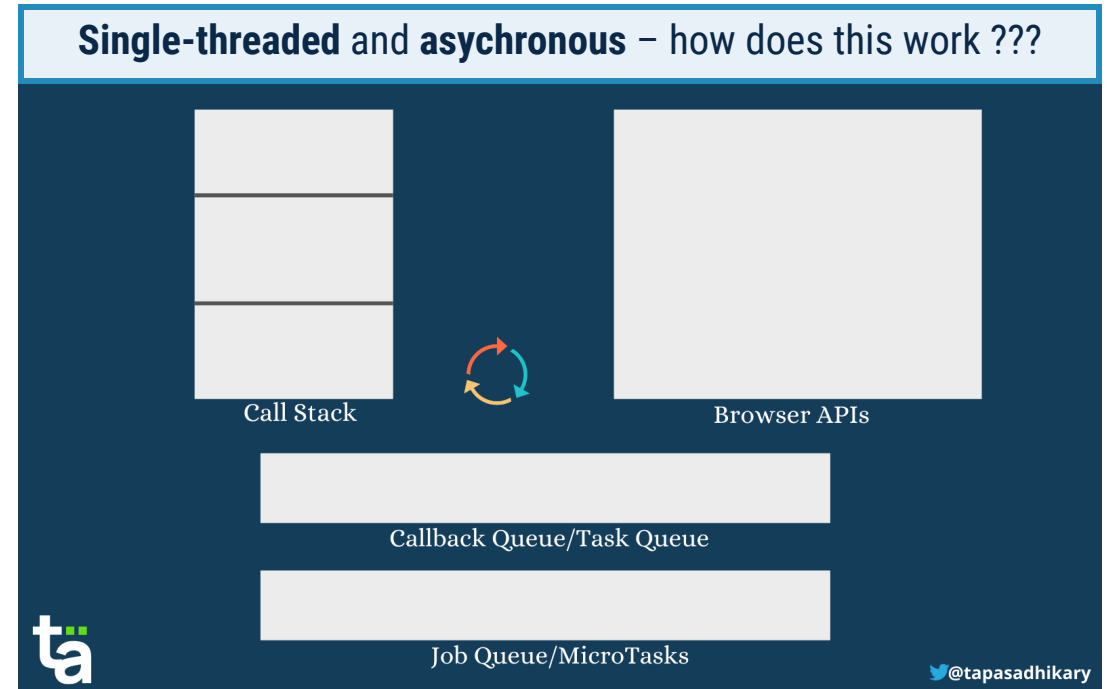 Single-threaded and asychronous – how does this work ???
Call Stack
Browser APIs
Callback Queue/Task Queue
Job Queue/MicroTasks
tä
@tapasadhikary